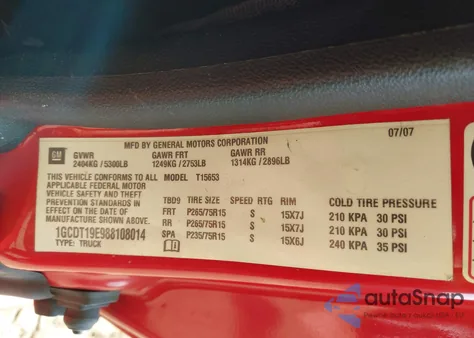 MFD BY GENERAL MOTORS CORPORATION 07/07
GM GVWR GAWR FRT GAWR RR
2404KG / 5300LB 1249KG / 2753LB 1314KG / 2896LB
THIS VEHICLE CONFORMS TO ALL MODEL T15653
APPLICABLE FEDERAL MOTOR
VEHICLE SAFETY AND THEFT TBD9 TIRE SIZE SPEED RTG RIM COLD TIRE PRESSURE
PREVENTION STANDARDS IN FRT P265/75R15 S 15X7J 210 KPA 30 PSI
EFFECT ON THE DATE OF RR P265/75R15 S 15X7J 210 KPA 30 PSI
MANUFACTURE SHOWN ABOVE. SPA P235/75R15 S 15X6J 240 KPA 35 PSI
1GCDT19E988108014
TYPE: TRUCK
autoSnap